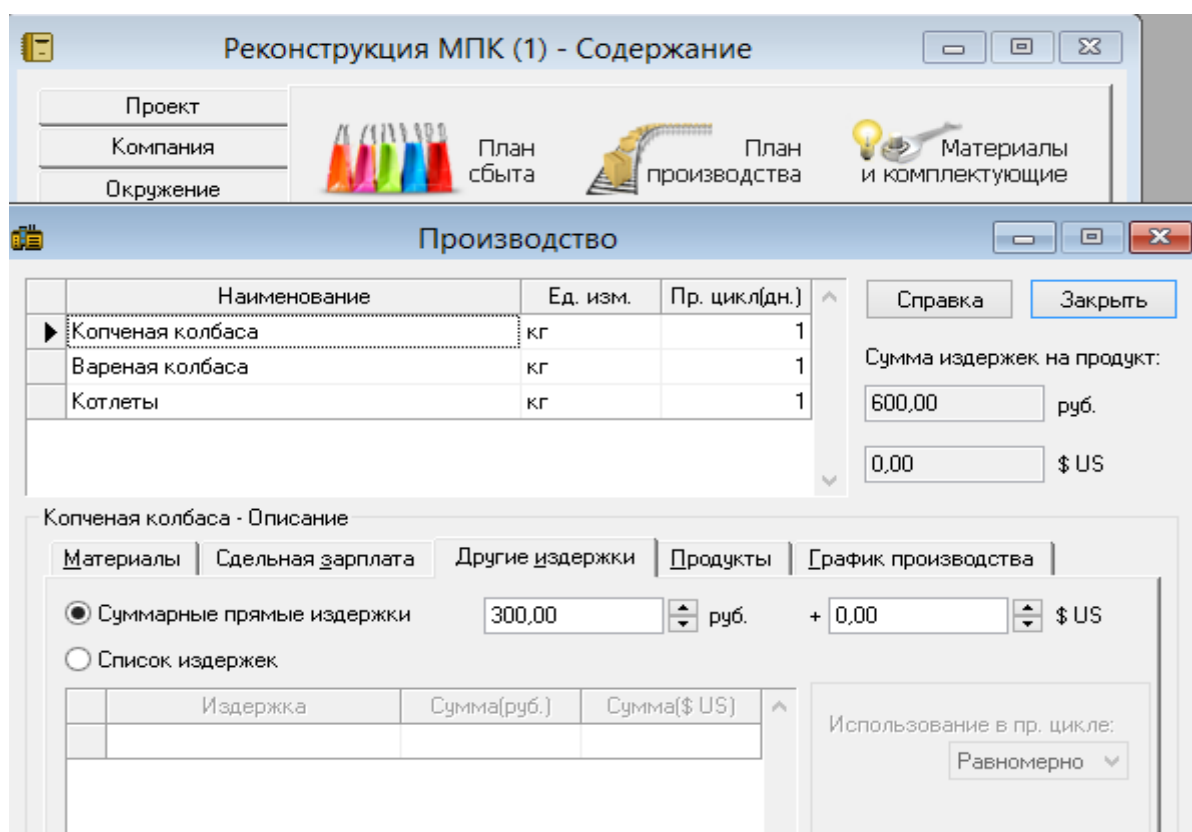 Реконструкция МПК (1) - Содержание
Проект
Компания
Окружение
План сбыта
План производства
Материалы и комплектующие
Производство
Наименование Ед. изм. Пр. цикл(дн.)
Копченая колбаса кг 1
Вареная колбаса кг 1
Котлеты кг 1
Справка Закрыть
Сумма издержек на продукт:
600,00 руб.
0,00 $ US
Копченая колбаса - Описание
Материалы Сдельная зарплата Другие издержки Продукты График производства
Суммарные прямые издержки 300,00 руб. + 0,00 $ US
Список издержек
Издержка Сумма(руб.) Сумма($ US)
Использование в пр. цикле:
Равномерно